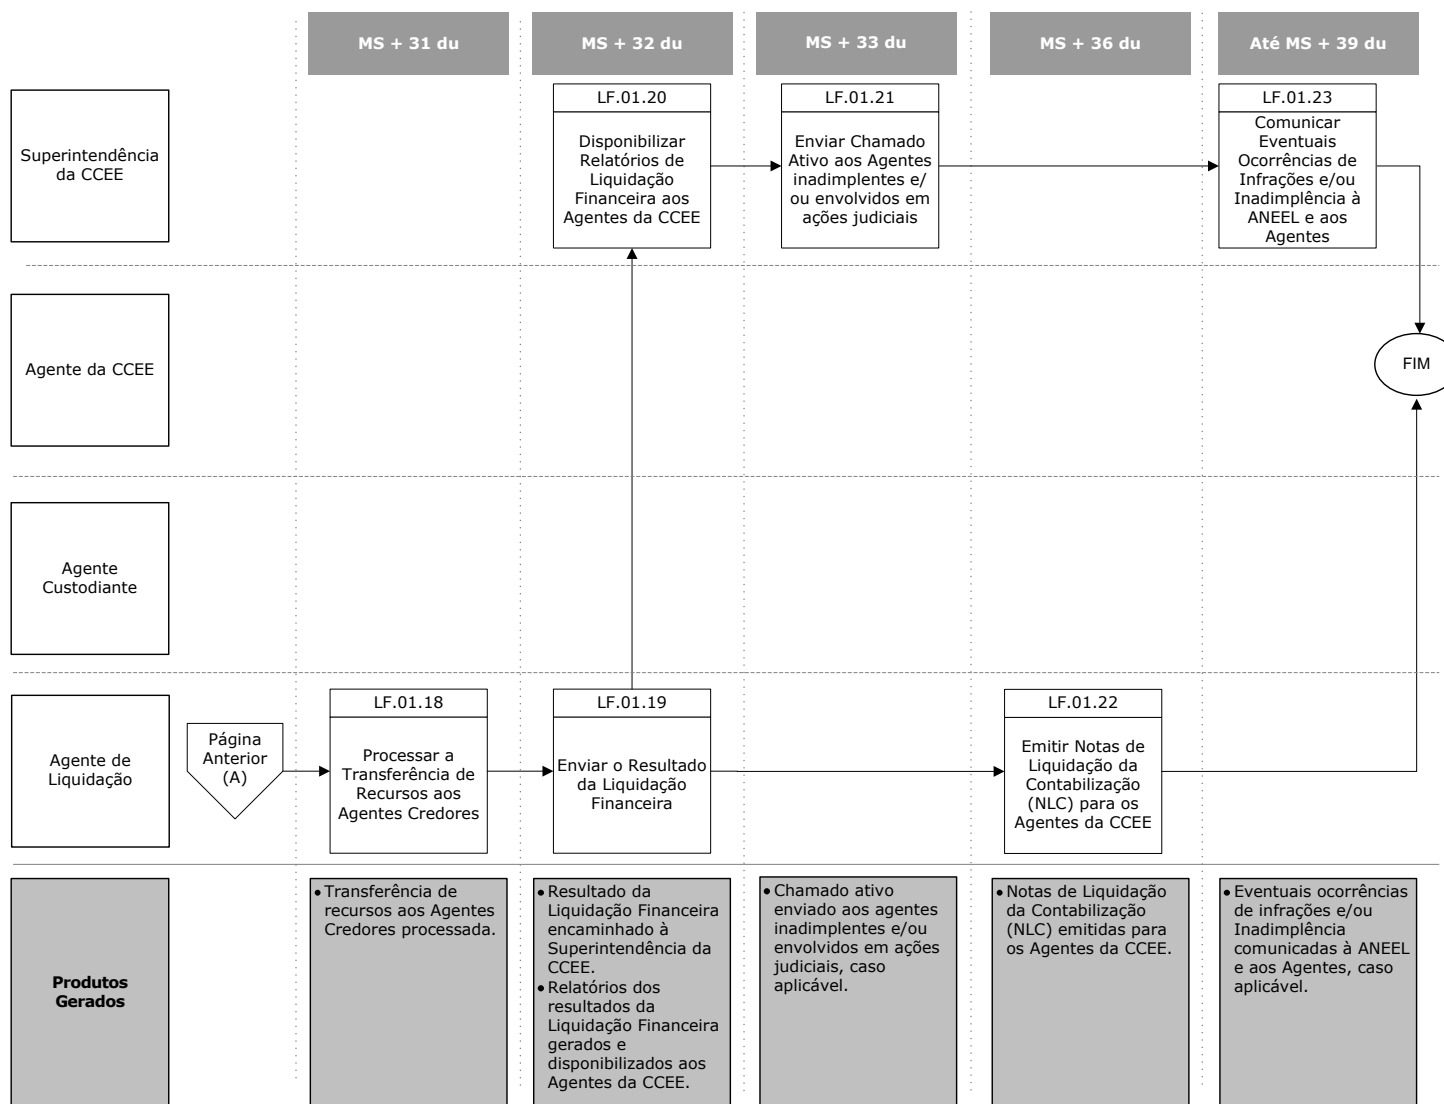 MS + 31 du
MS + 32 du
MS + 33 du
MS + 36 du
Até MS + 39 du
Superintendência
da CCEE
LF.01.20
Disponibilizar
Relatórios de
Liquidação
Financeira aos
Agentes da CCEE
LF.01.21
Enviar Chamado
Ativo aos Agentes
inadimplentes e/
ou envolvidos em
ações judiciais
LF.01.23
Comunicar
Eventuais
Ocorrências de
Infrações e/ou
Inadimplência à
ANEEL e aos
Agentes
Agente da CCEE
FIM
Agente
Custodiante
Agente de
Liquidação
Página
Anterior
(A)
LF.01.18
Processar a
Transferência de
Recursos aos
Agentes Credores
LF.01.19
Enviar o Resultado
da Liquidação
Financeira
LF.01.22
Emitir Notas de
Liquidação da
Contabilização
(NLC) para os
Agentes da CCEE
Produtos
Gerados
• Transferência de
recursos aos Agentes
Credores processada.
• Resultado da
Liquidação Financeira
encaminhado à
Superintendência da
CCEE.
• Relatórios dos
resultados da
Liquidação Financeira
gerados e
disponibilizados aos
Agentes da CCEE.
• Chamado ativo
enviado aos agentes
inadimplentes e/ou
envolvidos em ações
judiciais, caso
aplicável.
• Notas de Liquidação
da Contabilização
(NLC) emitidas para
os Agentes da CCEE.
• Eventuais ocorrências
de infrações e/ou
Inadimplência
comunicadas à ANEEL
e aos Agentes, caso
aplicável.